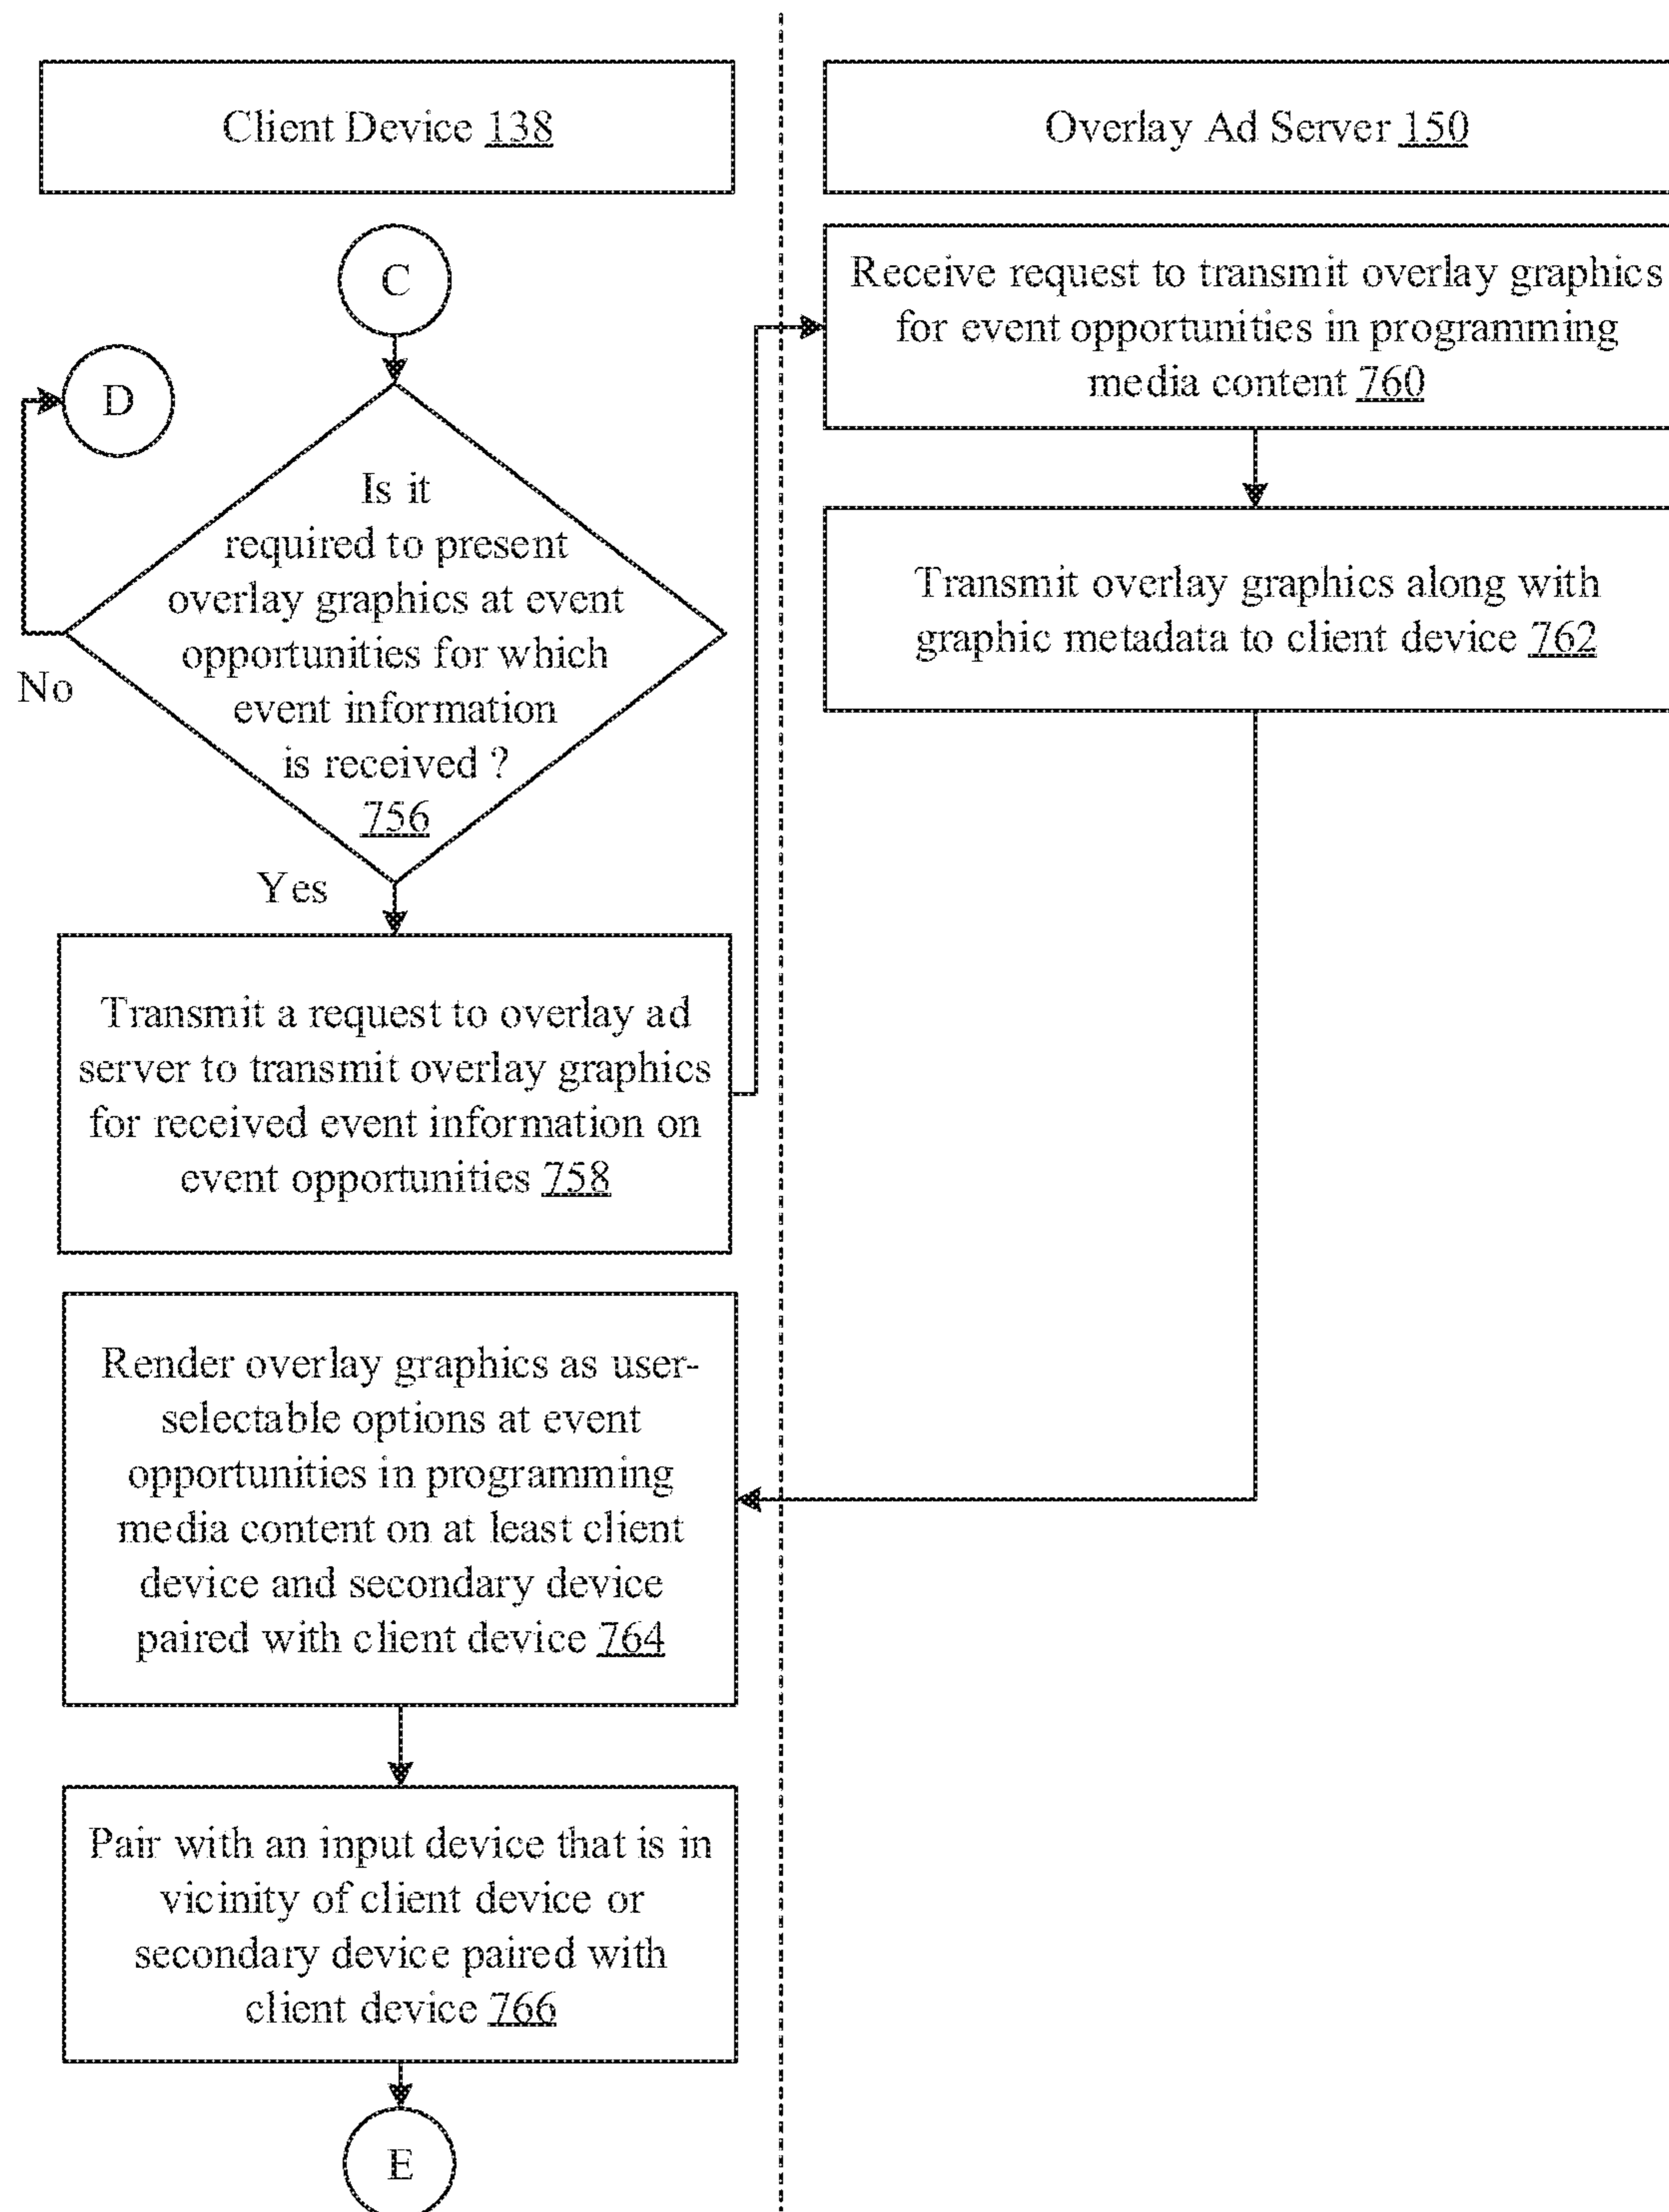 Client Device 138
C
D
Is it
required to present
overlay graphics at event
opportunities for which
event information
is received ?
756
No
Yes
Transmit a request to overlay ad
server to transmit overlay graphics
for received event information on
event opportunities 758
Render overlay graphics as user-
selectable options at event
opportunities in programming
media content on at least client
device and secondary device
paired with client device 764
Pair with an input device that is in
vicinity of client device or
secondary device paired with
client device 766
E
Overlay Ad Server 150
Receive request to transmit overlay graphics
for event opportunities in programming
media content 760
Transmit overlay graphics along with
graphic metadata to client device 762